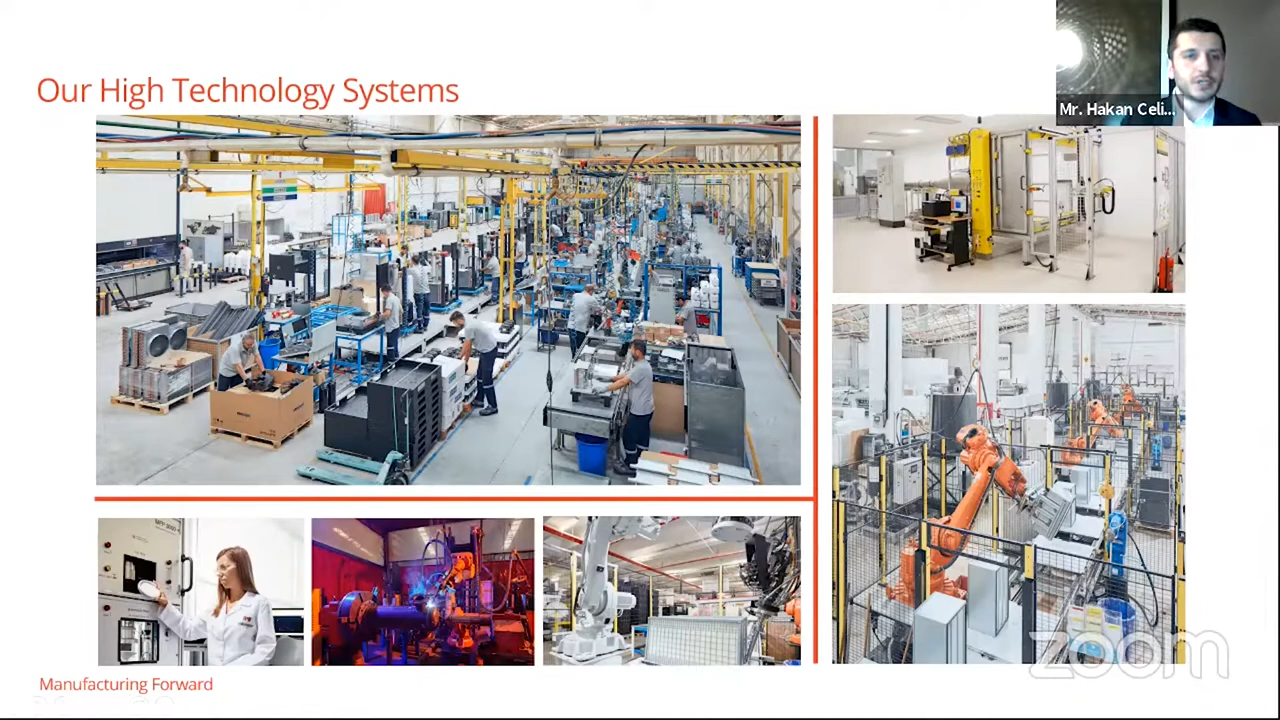 Our High Technology Systems
Mr. Hakan Celi...
Manufacturing Forward
zoom